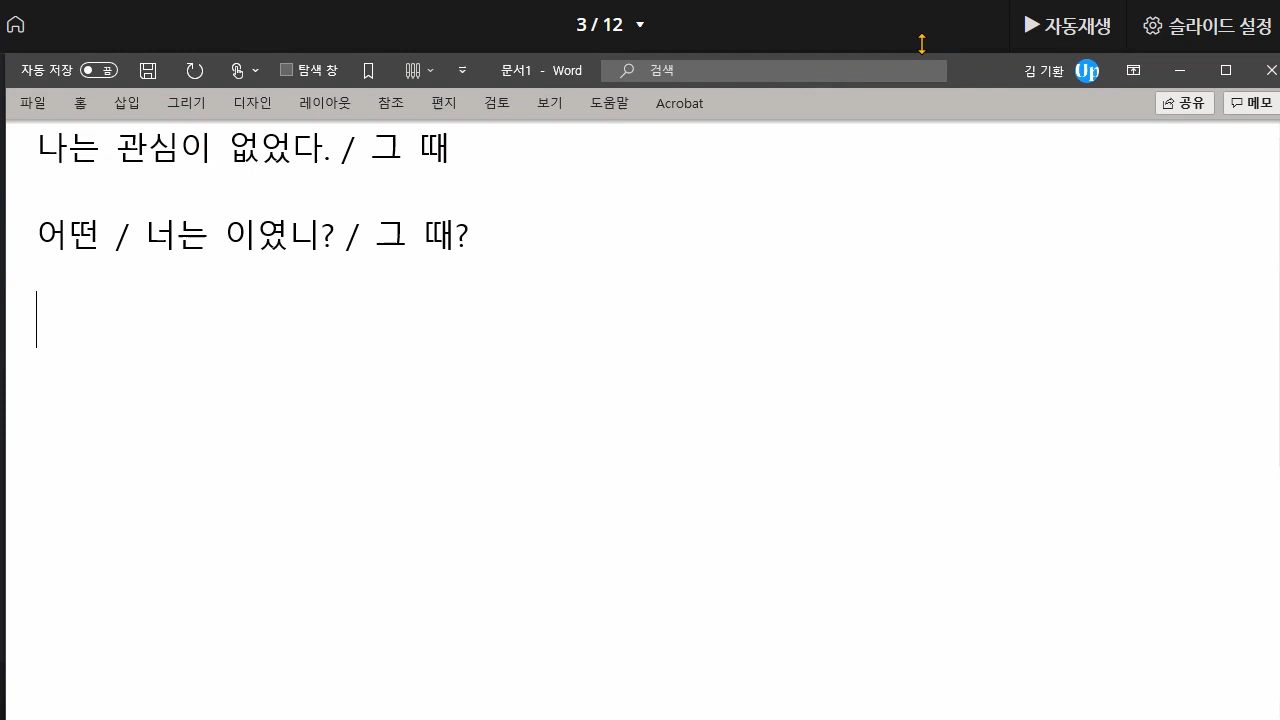 3 / 12
자동재생
슬라이드 설정
자동 저장 끔 탐색 창 문서1 - Word 검색 김 기환 Up
파일 홈 삽입 그리기 디자인 레이아웃 참조 편지 검토 보기 도움말 Acrobat 공유 메모
나는 관심이 없었다. / 그 때
어떤 / 너는 이였니? / 그 때?